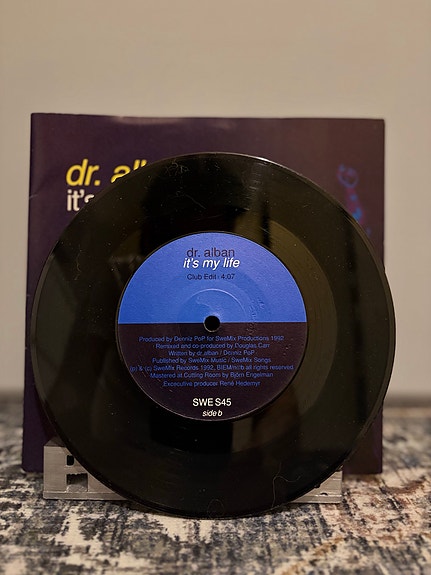 dr. alb
it's
dr. alban
it's my life
Club Edit · 4:07
Produced by Denniz PoP for SweMix Productions 1992
Remixed and co-produced by Douglas Carr
Written by dr.alban / Denniz PoP
Published by SweMix Music / SweMix Songs
(p) & (c) SweMix Records 1992, BIEM/ncb all rights reserved
Mastered at Cutting Room by Björn Engelman
Excecutive producer René Hedemyr
SWE S45
side b